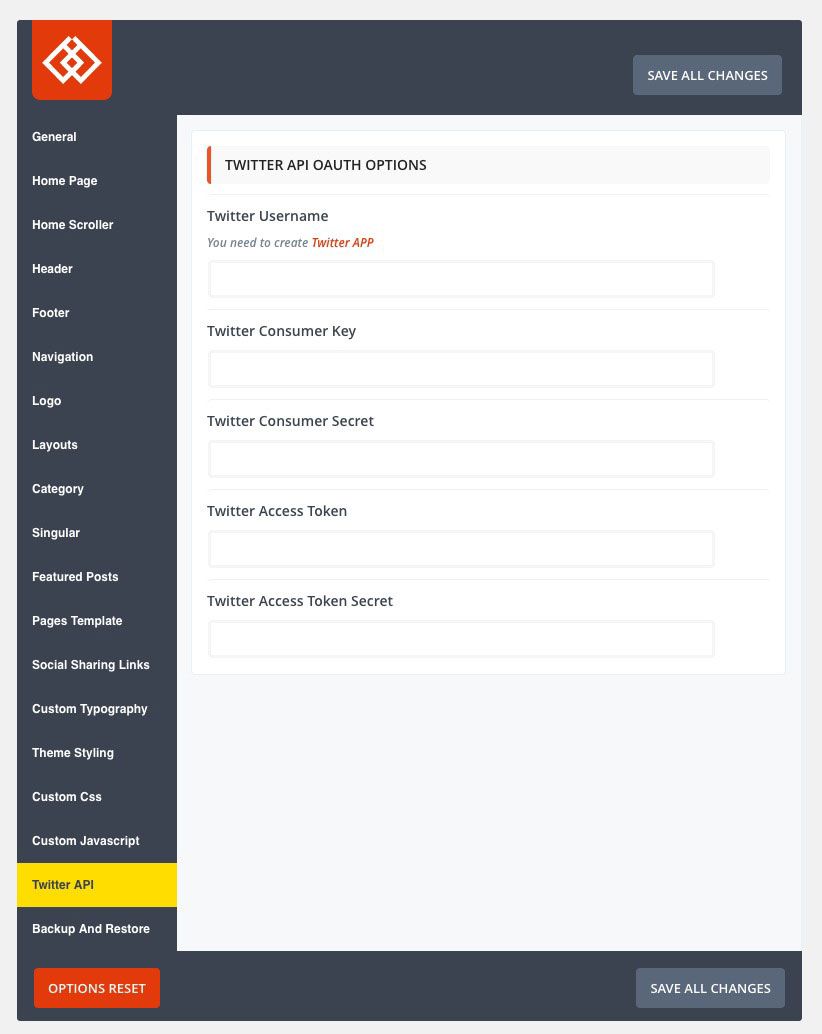 SAVE ALL CHANGES
General
Home Page
Home Scroller
Header
Footer
Navigation
Logo
Layouts
Category
Singular
Featured Posts
Pages Template
Social Sharing Links
Custom Typography
Theme Styling
Custom Css
Custom Javascript
Twitter API
Backup And Restore
TWITTER API OAUTH OPTIONS
Twitter Username
You need to create Twitter APP
Twitter Consumer Key
Twitter Consumer Secret
Twitter Access Token
Twitter Access Token Secret
OPTIONS RESET
SAVE ALL CHANGES